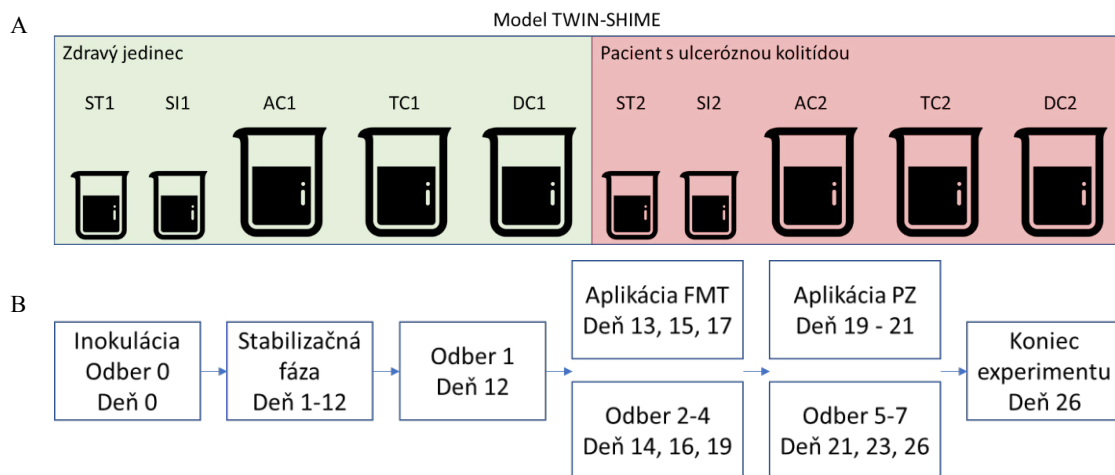 A
Model TWIN-SHIME
Zdravý jedinec
Pacient s ulceróznou kolitídou
ST1 SI1 AC1 TC1 DC1 ST2 SI2 AC2 TC2 DC2
B
Inokulácia
Odber 0
Deň 0
Stabilizačná
fáza
Deň 1-12
Odber 1
Deň 12
Aplikácia FMT
Deň 13, 15, 17
Odber 2-4
Deň 14, 16, 19
Aplikácia PZ
Deň 19 - 21
Odber 5-7
Deň 21, 23, 26
Koniec
experimentu
Deň 26